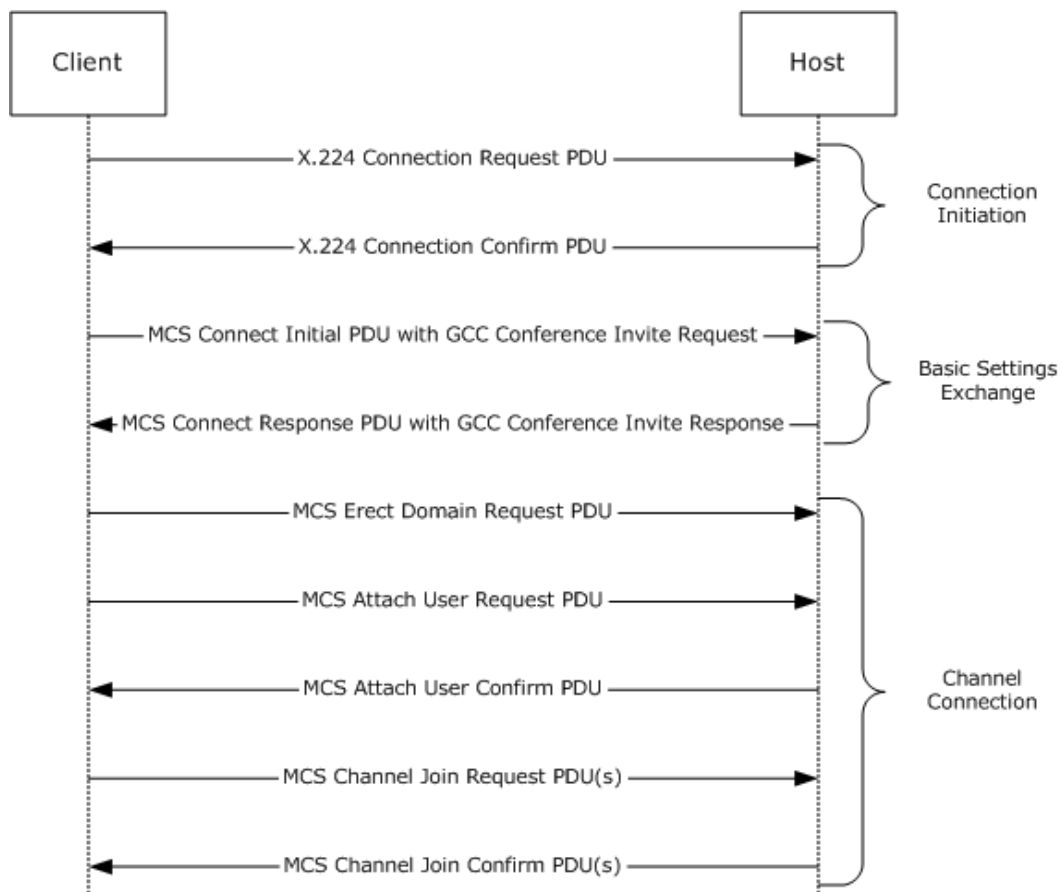 Client
Host
X.224 Connection Request PDU
Connection
Initiation
X.224 Connection Confirm PDU
MCS Connect Initial PDU with GCC Conference Invite Request
Basic Settings
Exchange
MCS Connect Response PDU with GCC Conference Invite Response
MCS Erect Domain Request PDU
MCS Attach User Request PDU
MCS Attach User Confirm PDU
Channel
Connection
MCS Channel Join Request PDU(s)
MCS Channel Join Confirm PDU(s)